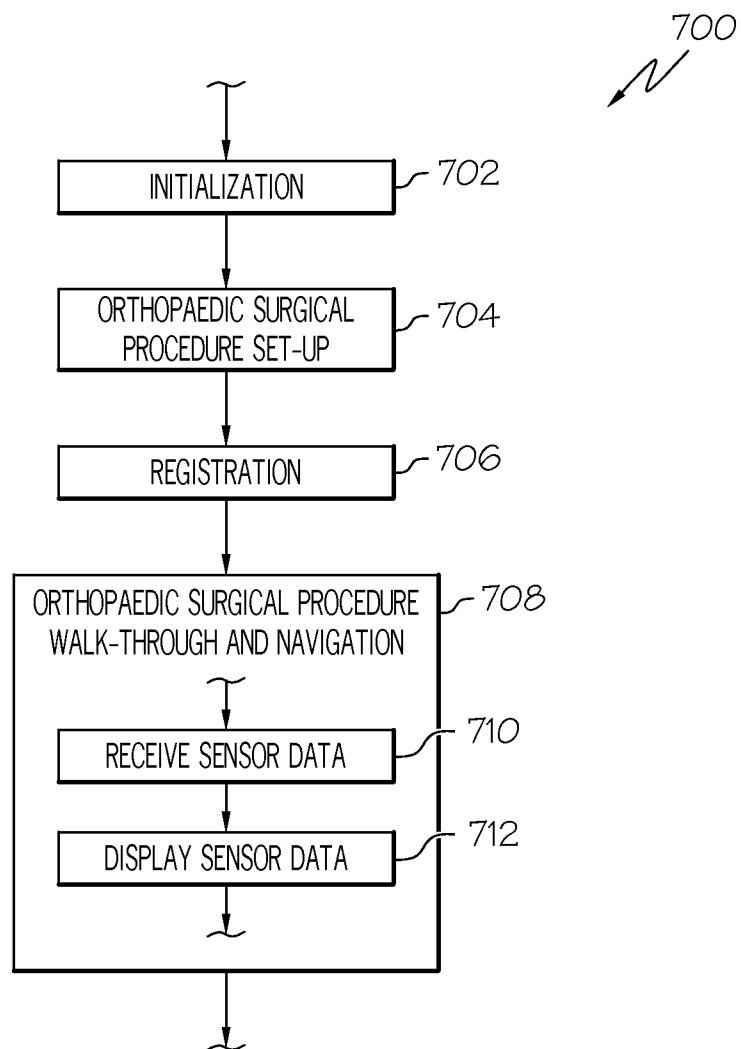 700
INITIALIZATION
702
ORTHOPAEDIC SURGICAL
PROCEDURE SET-UP
704
REGISTRATION
706
ORTHOPAEDIC SURGICAL PROCEDURE
WALK-THROUGH AND NAVIGATION
708
RECEIVE SENSOR DATA
710
DISPLAY SENSOR DATA
712